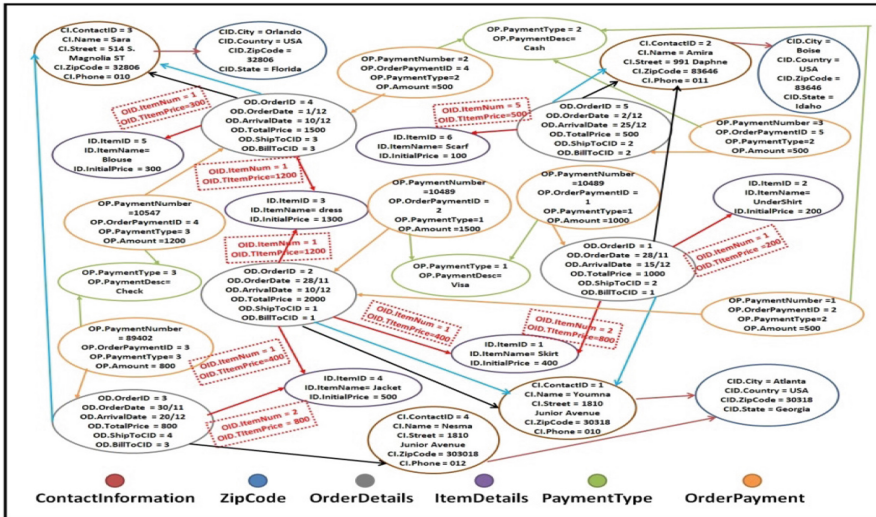 CI.ContactID = 3
CI.Name = Sara
CI.Street = 514 S.
Magnolia ST
CI.ZipCode = 32806
CI.Phone = 010
CID.City = Orlando
CID.Country = USA
CID.ZipCode =
32806
CID.State = Florida
OP.PaymentNumber =2
OP.OrderPaymentID = 4
OP.PaymentType=2
OP.Amount =500
OP.PaymentType = 2
OP.PaymentDesc=
Cash
CI.ContactID = 2
CI.Name = Amira
CI.Street = 991 Daphne
CI.ZipCode = 83646
CI.Phone = 011
CID.City =
Boise
CID.Country =
USA
CID.ZipCode =
83646
CID.State =
Idaho
OID.ItemNum = 1
OID.TItemPrice=300
OD.OrderID = 4
OD.OrderDate = 1/12
OD.ArrivalDate = 10/12
OD.TotalPrice = 1500
OD.ShipToCID = 3
OD.BillToCID = 3
OID.ItemNum = 5
OID.TItemPrice=500
OD.OrderID = 5
OD.OrderDate = 2/12
OD.ArrivalDate = 25/12
OD.TotalPrice = 500
OD.ShipToCID = 2
OD.BillToCID = 2
OP.PaymentNumber =3
OP.OrderPaymentID = 5
OP.PaymentType=2
OP.Amount =500
ID.ItemID = 5
ID.ItemName=
Blouse
ID.InitialPrice = 300
ID.ItemID = 6
ID.ItemName= Scarf
ID.InitialPrice = 100
OID.ItemNum = 1
OID.TItemPrice=1200
OP.PaymentNumber
=10547
OP.OrderPaymentID = 4
OP.PaymentType= 3
OP.Amount =1200
ID.ItemID = 3
ID.ItemName= dress
ID.InitialPrice = 1300
OP.PaymentNumber
=10489
OP.OrderPaymentID =
2
OP.PaymentType=1
OP.Amount =1500
OP.PaymentNumber
=10489
OP.OrderPaymentID =
1
OP.PaymentType=1
OP.Amount=1000
ID.ItemID = 2
ID.ItemName=
UnderShirt
ID.InitialPrice = 200
OID.ItemNum = 1
OID.TItemPrice=1200
OID.ItemNum = 1
OID.TItemPrice =200
OP.PaymentType = 3
OP.PaymentDesc=
Check
OD.OrderID = 2
OD.OrderDate = 28/11
OD.ArrivalDate = 10/12
OD.TotalPrice = 2000
OD.ShipToCID = 1
OD.BillToCID = 1
OP.PaymentType = 1
OP.PaymentDesc=
Visa
OD.OrderID = 1
OD.OrderDate = 28/11
OD.ArrivalDate = 15/12
OD.TotalPrice = 1000
OD.ShipToCID = 2
OD.BillToCID = 1
OP.PaymentNumber =1
OP.OrderPaymentID = 2
OP.PaymentType=2
OP.Amount =500
OP.PaymentNumber
= 89402
OP.OrderPaymentID = 3
OP.PaymentType= 3
OP.Amount = 800
OID.ItemNum = 1
OID.TItemPrice=400
OID.ItemNum = 1
OID.TItemPrice=400
OID.ItemNum = 2
OID.TItemPrice=800
ID.ItemID = 1
ID.ItemName= Skirt
ID.InitialPrice = 400
OD.OrderID = 3
OD.OrderDate = 30/11
OD.ArrivalDate = 20/12
OD.TotalPrice = 800
OD.ShipToCID = 4
OD.BillToCID = 3
OID.ItemNum = 2
OID.TItemPrice = 800
ID.ItemID = 4
ID.ItemName= Jacket
ID.InitialPrice = 500
CI.ContactID = 4
CI.Name = Nesma
CI.Street = 1810
Junior Avenue
CI.ZipCode = 303018
CI.Phone = 012
CI.ContactID = 1
CI.Name = Youmna
CI.Street = 1810
Junior Avenue
CI.ZipCode = 30318
CI.Phone = 010
CID.City = Atlanta
CID.Country = USA
CID.ZipCode = 30318
CID.State = Georgia
ContactInformation
ZipCode
OrderDetails
ItemDetails
PaymentType
OrderPayment